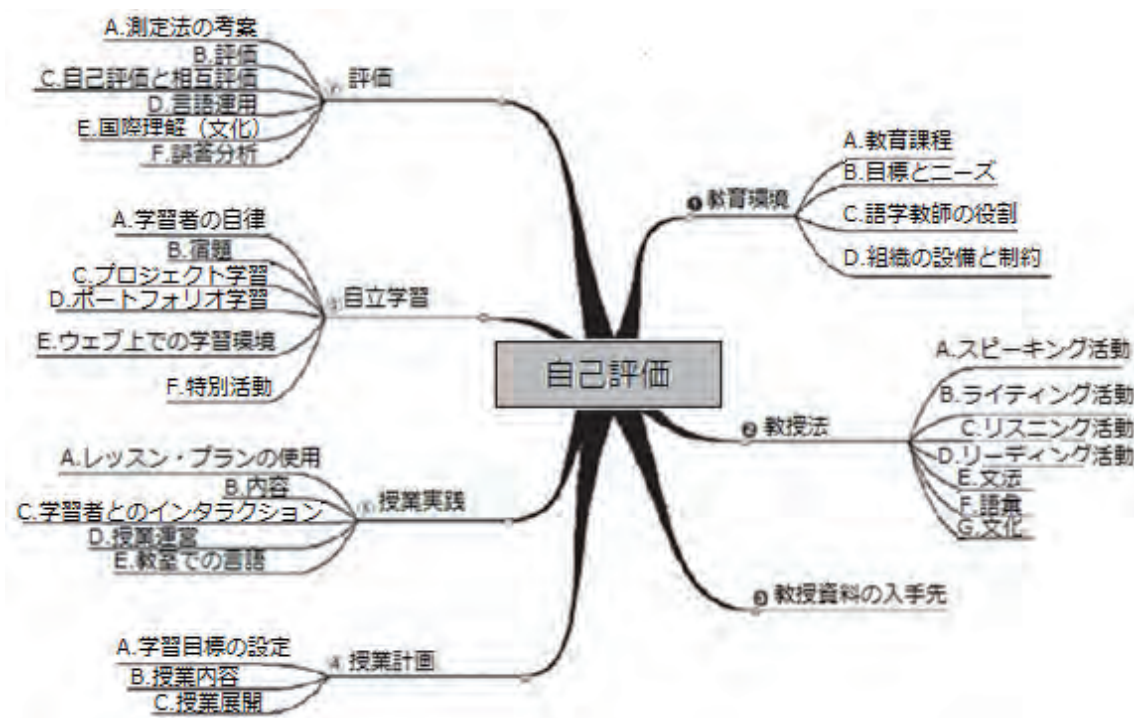 自己評価
❶教育環境
A.教育課程
B.目標とニーズ
C.語学教師の役割
D.組織の設備と制約
❷教授法
A.スピーキング活動
B.ライティング活動
C.リスニング活動
D.リーディング活動
E.文法
F.語彙
G.文化
❸教授資料の入手先
4 授業計画
A.学習目標の設定
B.授業内容
C.授業展開
授業実践
A.レッスン・プランの使用
B.内容
C.学習者とのインタラクション
D.授業運営
E.教室での言語
自立学習
A.学習者の自律
B.宿題
C.プロジェクト学習
D.ポートフォリオ学習
E.ウェブ上での学習環境
F.特別活動
評価
A.測定法の考案
B.評価
C.自己評価と相互評価
D.言語運用
E.国際理解（文化）
F.誤答分析